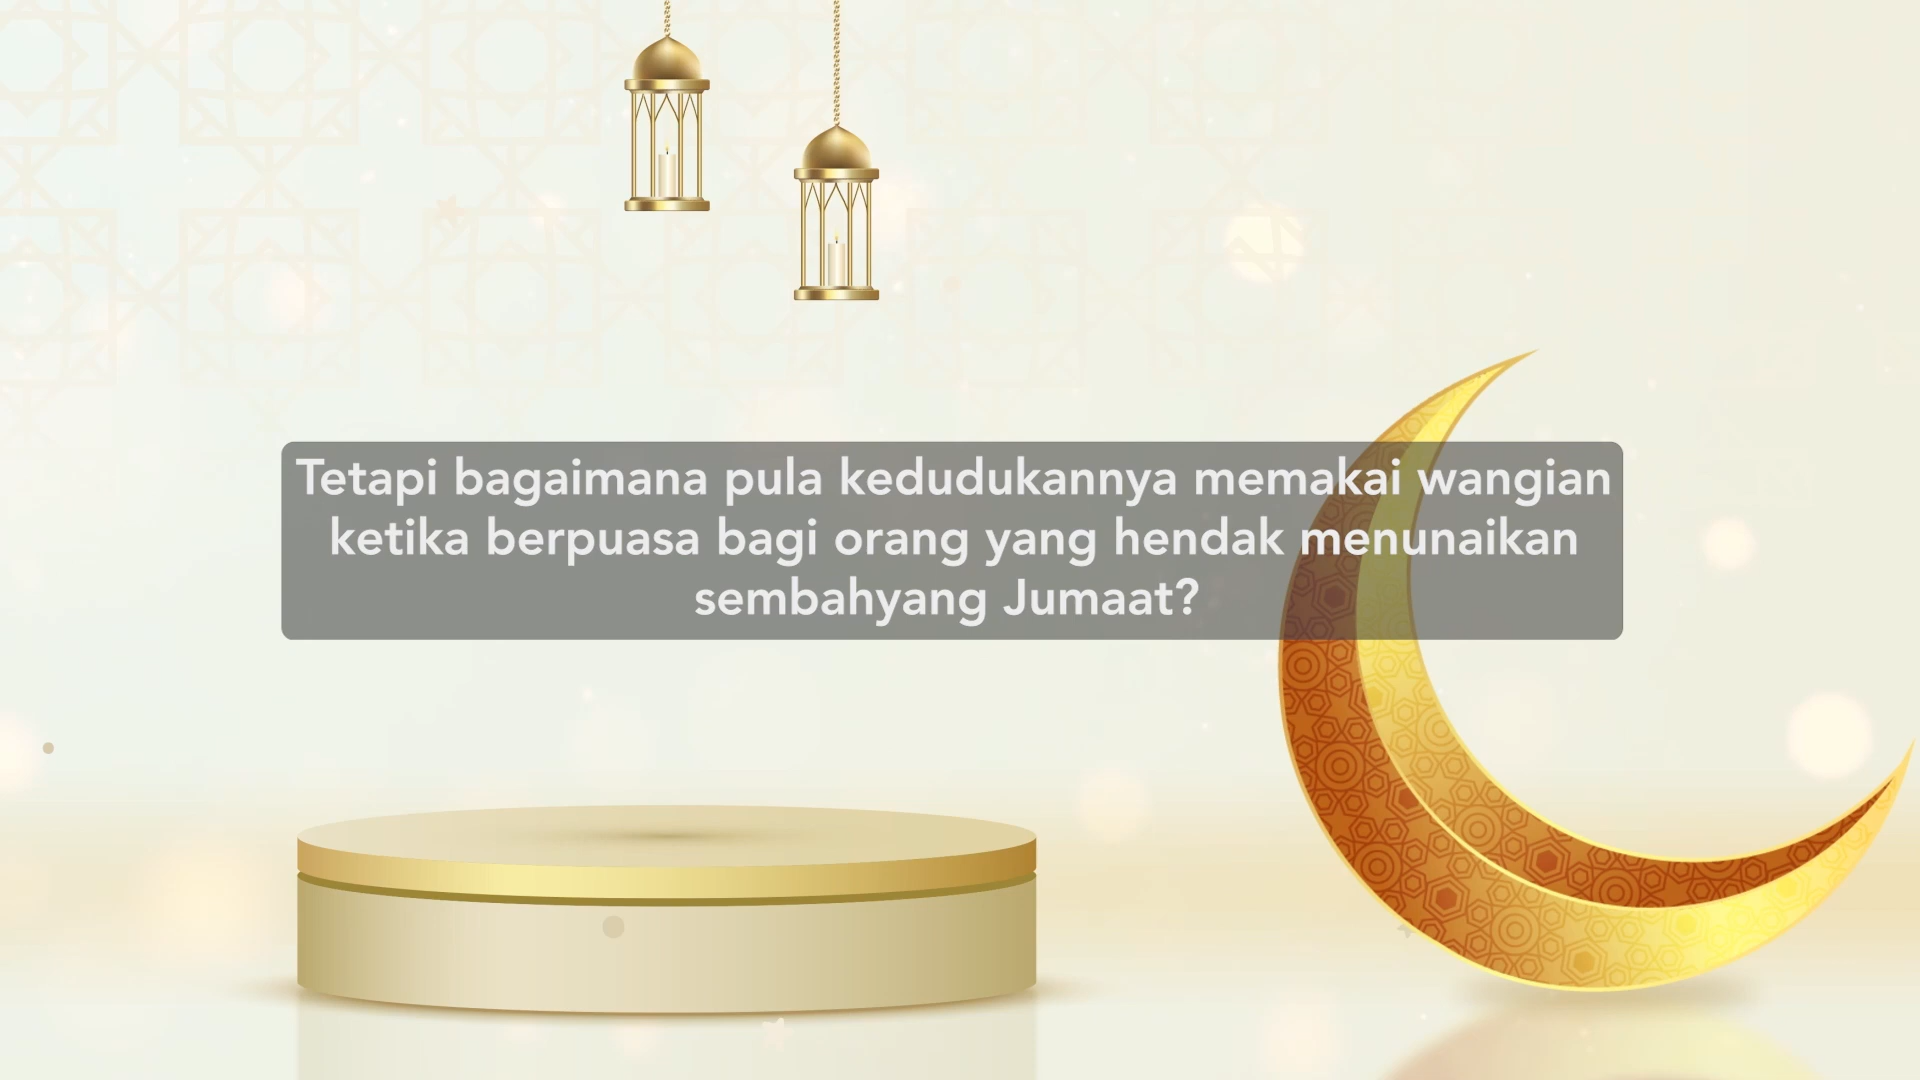 Tetapi bagaimana pula kedudukannya memakai wangian
ketika berpuasa bagi orang yang hendak menunaikan
sembahyang Jumaat?